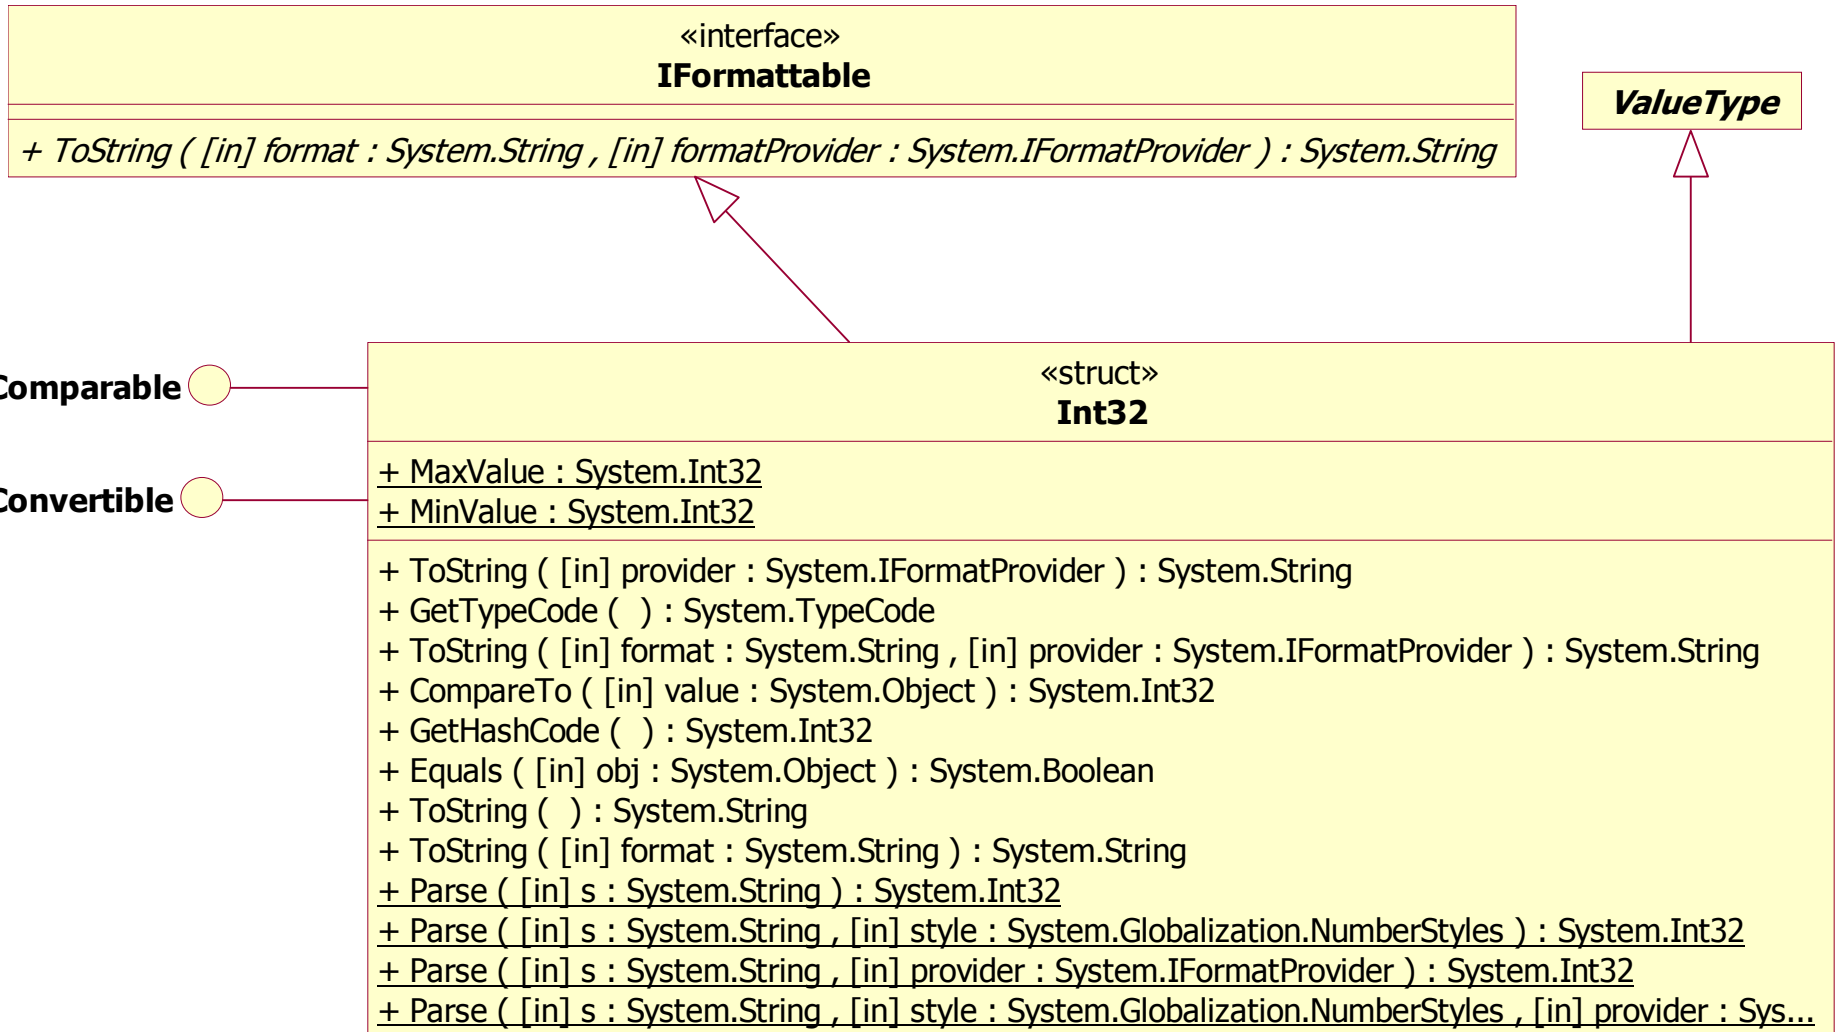 «interface»
IFormattable
+ ToString ( [in] format : System.String , [in] formatProvider : System.IFormatProvider ) : System.String
ValueType
Comparable
Convertible
«struct»
Int32
+ MaxValue : System.Int32
+ MinValue : System.Int32
+ ToString ( [in] provider : System.IFormatProvider ) : System.String
+ GetTypeCode ( ) : System.TypeCode
+ ToString ( [in] format : System.String , [in] provider : System.IFormatProvider ) : System.String
+ CompareTo ( [in] value : System.Object ) : System.Int32
+ GetHashCode ( ) : System.Int32
+ Equals ( [in] obj : System.Object ) : System.Boolean
+ ToString ( ) : System.String
+ ToString ( [in] format : System.String ) : System.String
+ Parse ( [in] s : System.String ) : System.Int32
+ Parse ( [in] s : System.String , [in] style : System.Globalization.NumberStyles ) : System.Int32
+ Parse ( [in] s : System.String , [in] provider : System.IFormatProvider ) : System.Int32
+ Parse ( [in] s : System.String , [in] style : System.Globalization.NumberStyles , [in] provider : Sys...